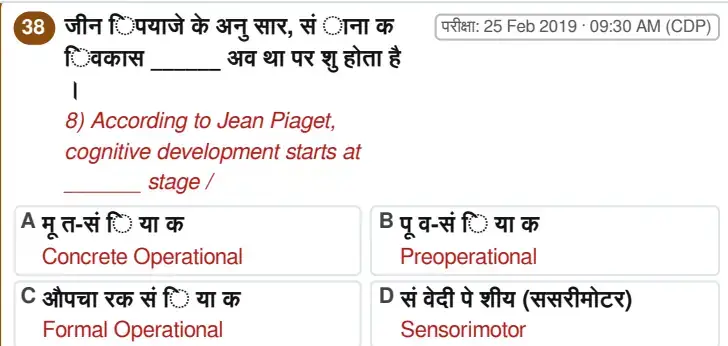 38 जीन िपयाजे के अनु सार, सं ाना क
परीक्षा: 25 Feb 2019 · 09:30 AM (CDP)
िवकास ______ अव था पर शु होता है
।
8) According to Jean Piaget,
cognitive development starts at
_______ stage /
A मू त-सं ि या क
Concrete Operational
B पू व-सं ि या क
Preoperational
C औपचा रक सं ि या क
Formal Operational
D सं वेदी पे शीय (ससरीमोटर)
Sensorimotor